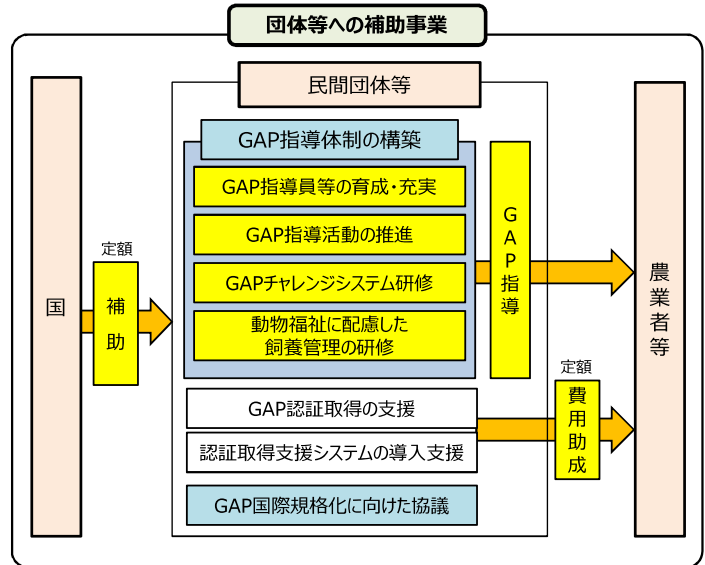 団体等への補助事業
国
定額
補助
民間団体等
GAP指導体制の構築
GAP指導員等の育成・充実
GAP指導活動の推進
GAPチャレンジシステム研修
動物福祉に配慮した
飼養管理の研修
GAP指導
GAP認証取得の支援
認証取得支援システムの導入支援
GAP国際規格化に向けた協議
定額
費用助成
農業者等